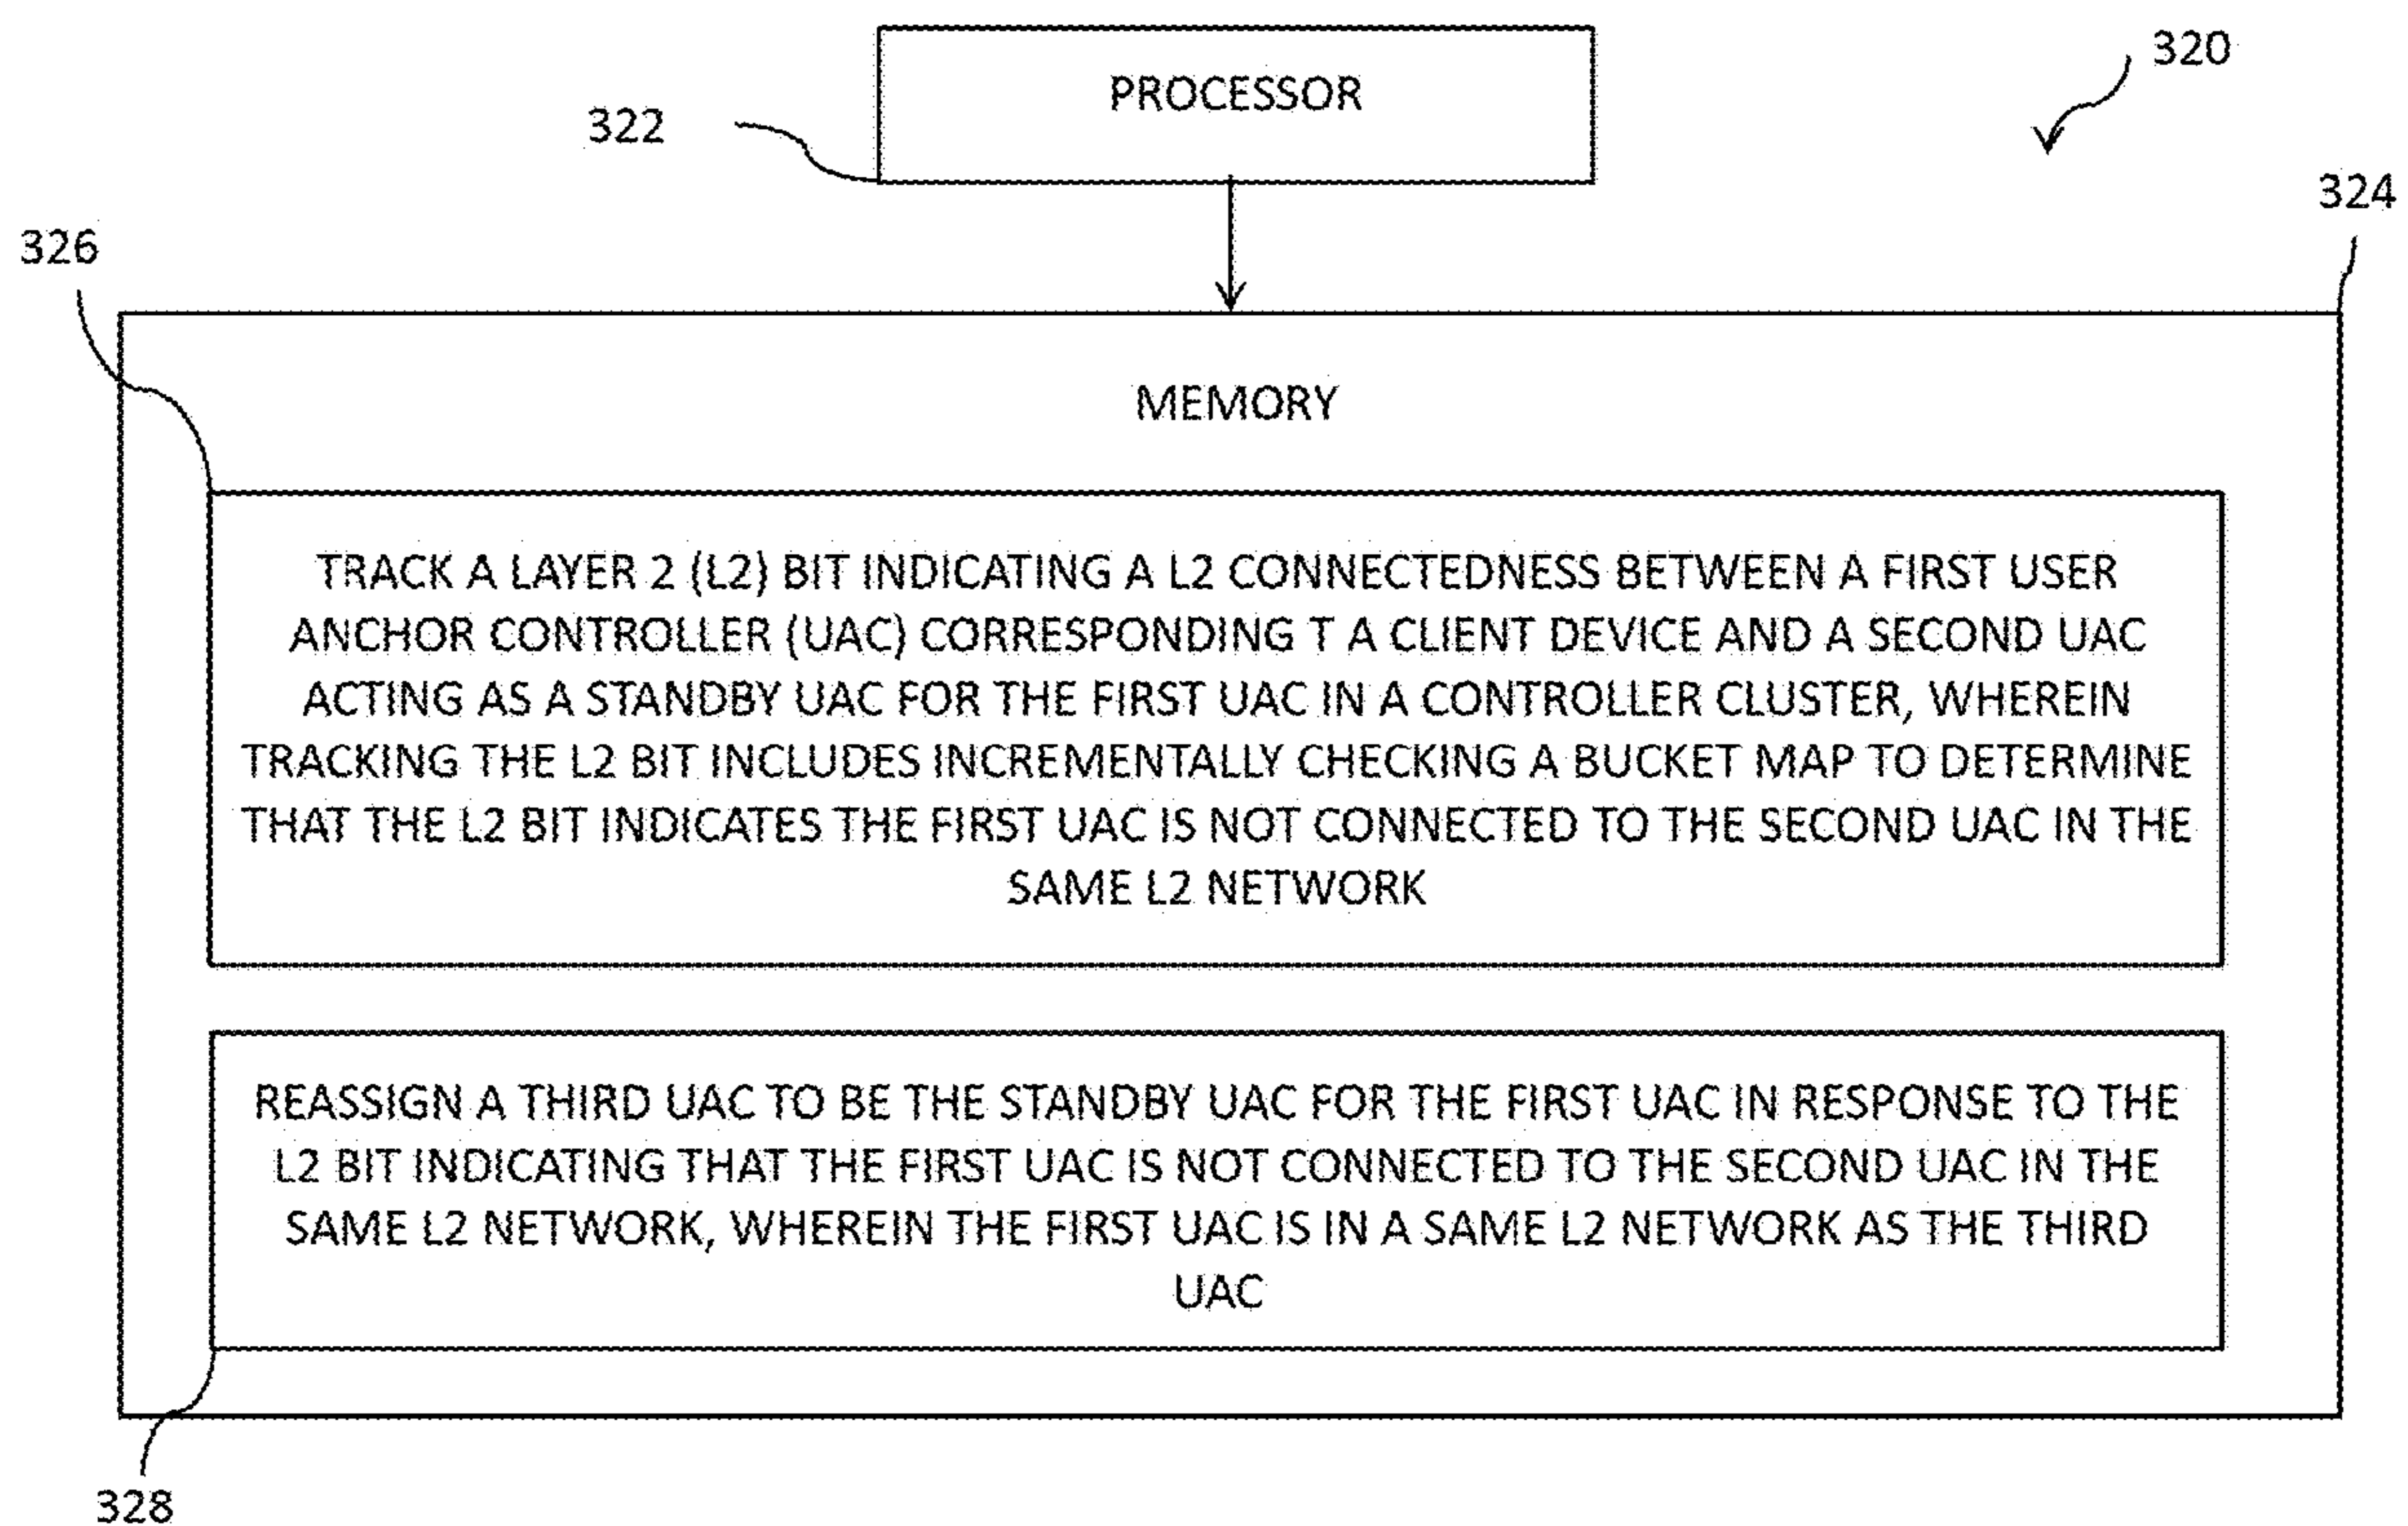 PROCESSOR
320
322
324
326
MEMORY
TRACK A LAYER 2 (L2) BIT INDICATING A L2 CONNECTEDNESS BETWEEN A FIRST USER
ANCHOR CONTROLLER (UAC) CORRESPONDING T A CLIENT DEVICE AND A SECOND UAC
ACTING AS A STANDBY UAC FOR THE FIRST UAC IN A CONTROLLER CLUSTER, WHEREIN
TRACKING THE L2 BIT INCLUDES INCREMENTALLY CHECKING A BUCKET MAP TO DETERMINE
THAT THE L2 BIT INDICATES THE FIRST UAC IS NOT CONNECTED TO THE SECOND UAC IN THE
SAME L2 NETWORK
REASSIGN A THIRD UAC TO BE THE STANDBY UAC FOR THE FIRST UAC IN RESPONSE TO THE
L2 BIT INDICATING THAT THE FIRST UAC IS NOT CONNECTED TO THE SECOND UAC IN THE
SAME L2 NETWORK, WHEREIN THE FIRST UAC IS IN A SAME L2 NETWORK AS THE THIRD
UAC
328